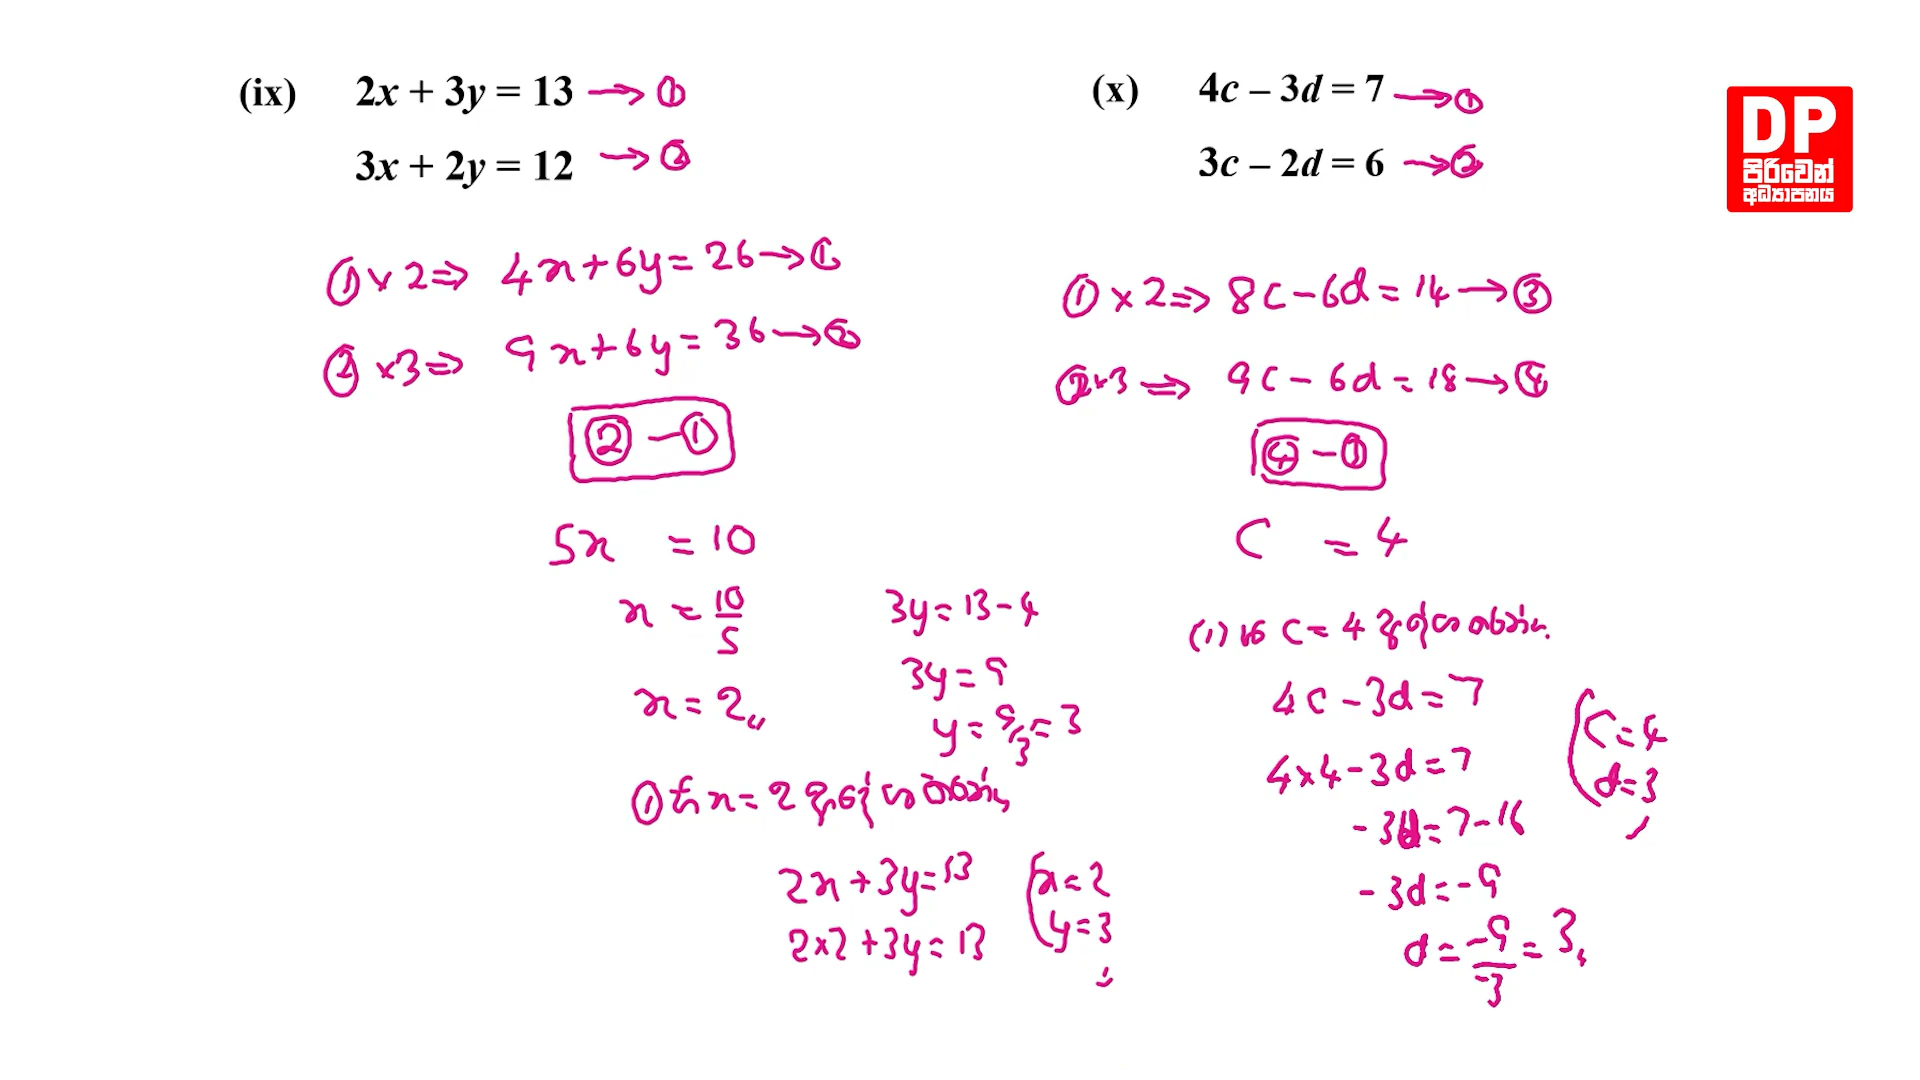 (ix) 2x + 3y = 13 → ①
3x + 2y = 12 → ②
① × 2 ⇒ 4x + 6y = 26 → ①
② × 3 ⇒ 9x + 6y = 36 → ②
② − ①
5x = 10
x = 10/5
x = 2
3y = 13 − 4
3y = 9
y = 9/3 = 3
① x = 2
2x + 3y = 13
2×2 + 3y = 13
x = 2
y = 3
(x) 4c – 3d = 7 → ①
3c – 2d = 6 → ②
① × 2 ⇒ 8c − 6d = 14 → ③
② × 3 ⇒ 9c − 6d = 18 → ④
④ −
c = 4
(1) c = 4
4c − 3d = 7
4×4 − 3d = 7
−3d = 7 − 16
−3d = −9
d = −9/−3 = 3
c = 4
d = 3
DP
පිරිවෙන්
අධ්‍යාපනය